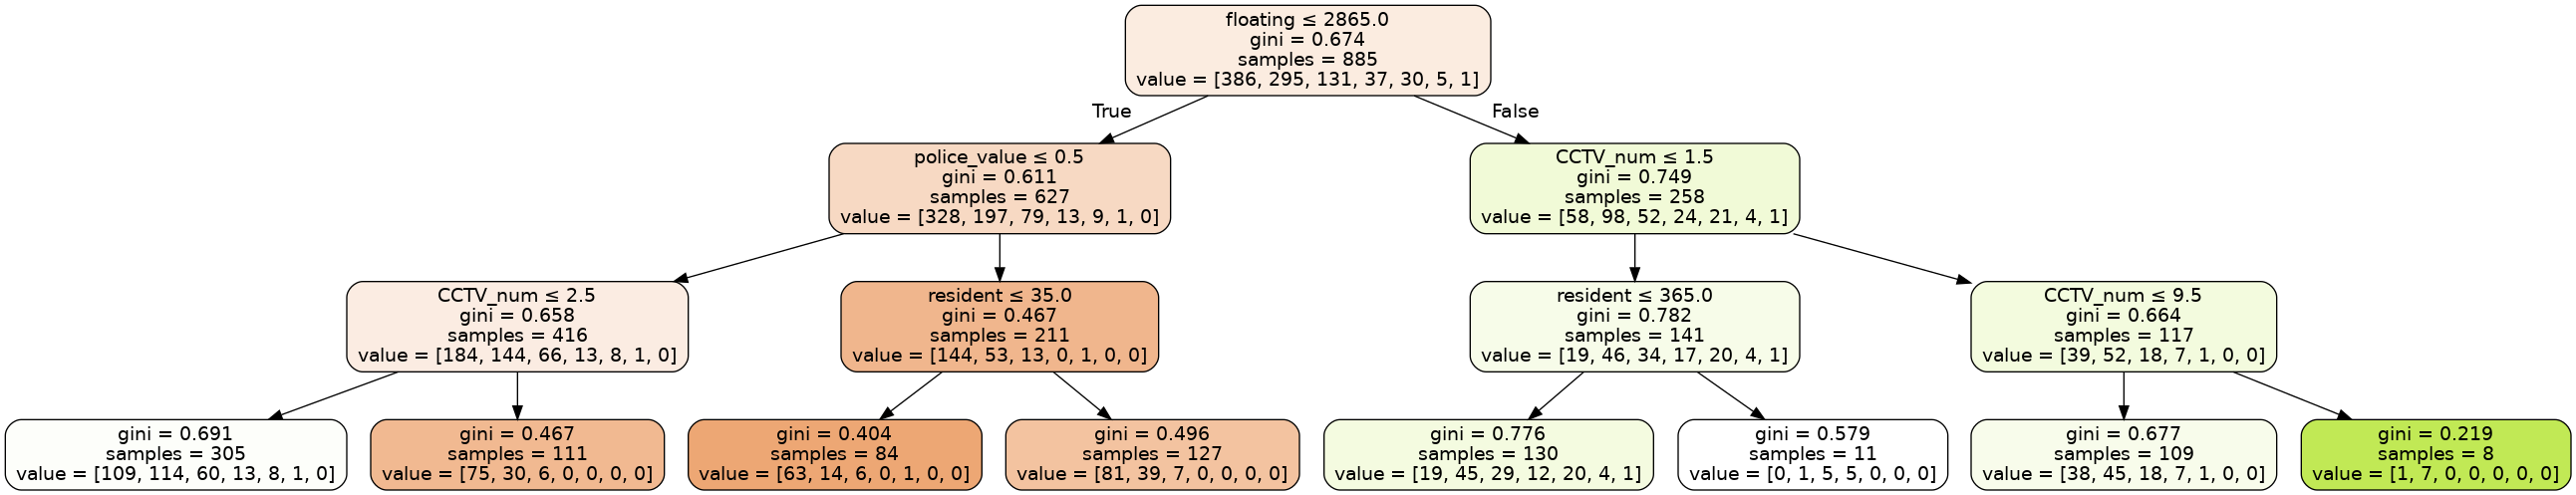 floating ≤ 2865.0
gini = 0.674
samples = 885
value = [386, 295, 131, 37, 30, 5, 1]
True
False
police_value ≤ 0.5
gini = 0.611
samples = 627
value = [328, 197, 79, 13, 9, 1, 0]
CCTV_num ≤ 1.5
gini = 0.749
samples = 258
value = [58, 98, 52, 24, 21, 4, 1]
CCTV_num ≤ 2.5
gini = 0.658
samples = 416
value = [184, 144, 66, 13, 8, 1, 0]
resident ≤ 35.0
gini = 0.467
samples = 211
value = [144, 53, 13, 0, 1, 0, 0]
resident ≤ 365.0
gini = 0.782
samples = 141
value = [19, 46, 34, 17, 20, 4, 1]
CCTV_num ≤ 9.5
gini = 0.664
samples = 117
value = [39, 52, 18, 7, 1, 0, 0]
gini = 0.691
samples = 305
value = [109, 114, 60, 13, 8, 1, 0]
gini = 0.467
samples = 111
value = [75, 30, 6, 0, 0, 0, 0]
gini = 0.404
samples = 84
value = [63, 14, 6, 0, 1, 0, 0]
gini = 0.496
samples = 127
value = [81, 39, 7, 0, 0, 0, 0]
gini = 0.776
samples = 130
value = [19, 45, 29, 12, 20, 4, 1]
gini = 0.579
samples = 11
value = [0, 1, 5, 5, 0, 0, 0]
gini = 0.677
samples = 109
value = [38, 45, 18, 7, 1, 0, 0]
gini = 0.219
samples = 8
value = [1, 7, 0, 0, 0, 0, 0]